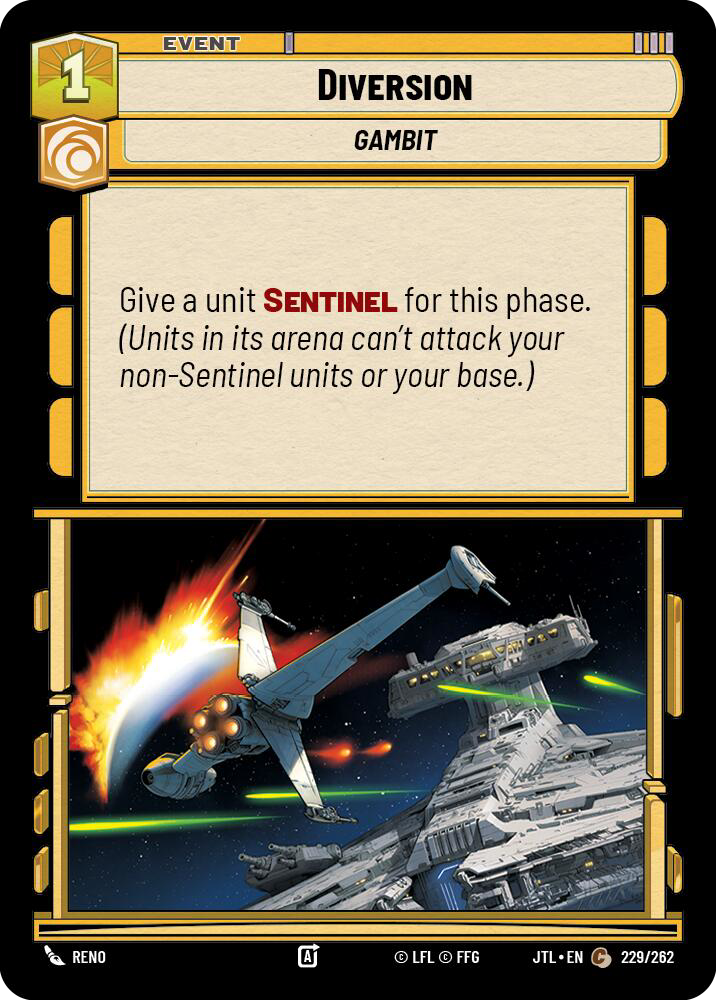 EVENT
1
DIVERSION
GAMBIT
Give a unit SENTINEL for this phase.
(Units in its arena can't attack your
non-Sentinel units or your base.)
RENO
A
© LFL © FFG
JTL • EN C 229/262